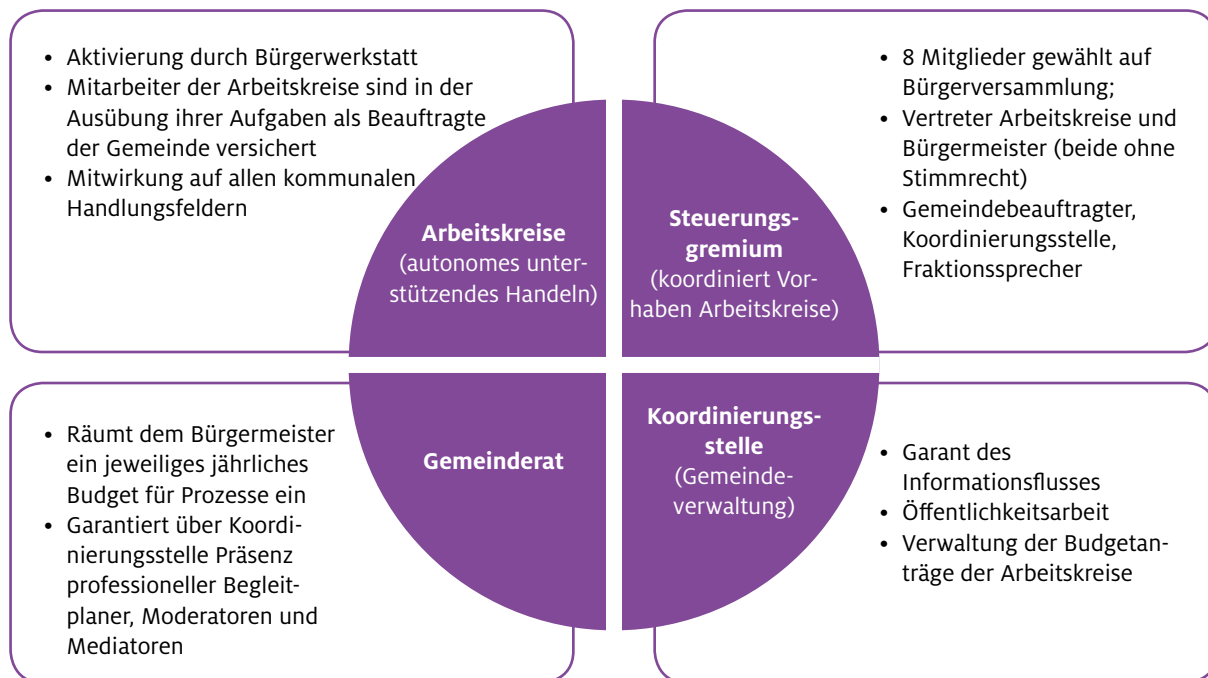 • Aktivierung durch Bürgerwerkstatt
• Mitarbeiter der Arbeitskreise sind in der
Ausübung ihrer Aufgaben als Beauftragte
der Gemeinde versichert
• Mitwirkung auf allen kommunalen
Handlungsfeldern
Arbeitskreise
(autonomes unter-
stützendes Handeln)
• 8 Mitglieder gewählt auf
Bürgerversammlung;
• Vertreter Arbeitskreise und
Bürgermeister (beide ohne
Stimmrecht)
• Gemeindebeauftragter,
Koordinierungsstelle,
Fraktionssprecher
Steuerungs-
gremium
(koordiniert Vor-
haben Arbeitskreise)
• Räumt dem Bürgermeister
ein jeweiliges jährliches
Budget für Prozesse ein
• Garantiert über Koordi-
nierungsstelle Präsenz
professioneller Begleit-
planer, Moderatoren und
Mediatoren
Gemeinderat
Koordinierungs-
stelle
(Gemeinde-
verwaltung)
• Garant des
Informationsflusses
• Öffentlichkeitsarbeit
• Verwaltung der Budgetan-
träge der Arbeitskreise